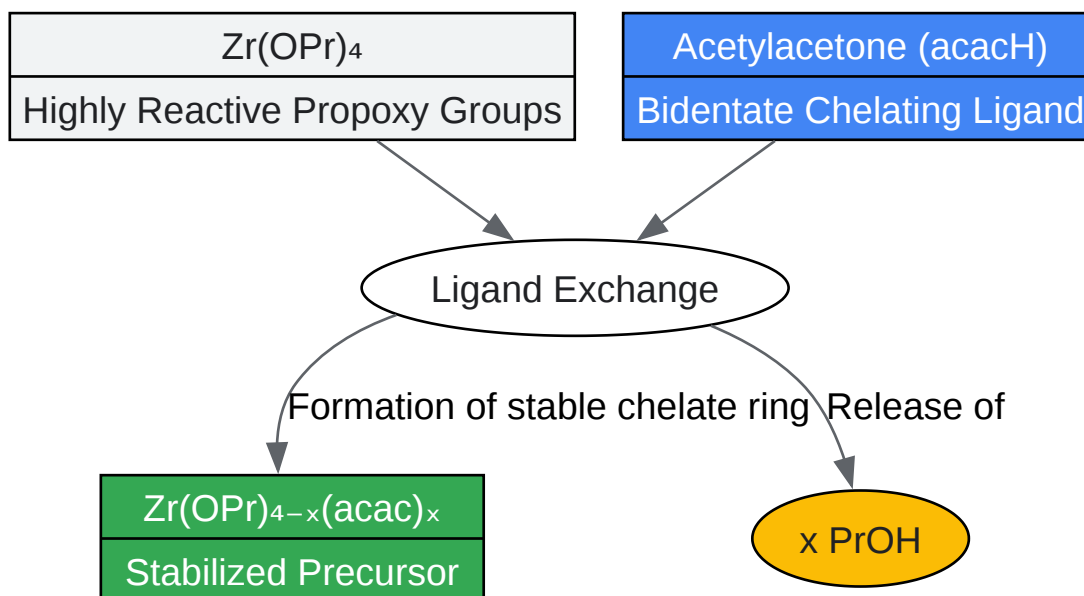 Zr(OPr)₄
Highly Reactive Propoxy Groups
Acetylacetone (acacH)
Bidentate Chelating Ligand
Ligand Exchange
Formation of stable chelate ring
Release of
Zr(OPr)₄₋ₓ(acac)ₓ
Stabilized Precursor
x PrOH